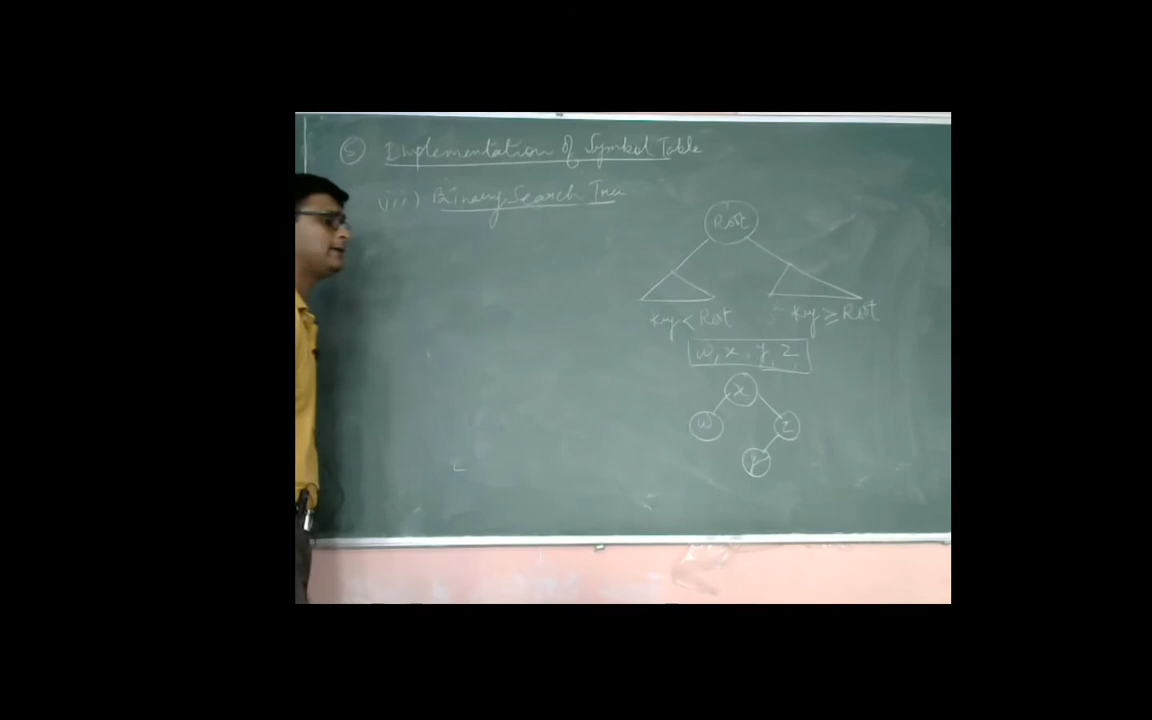 5 Implementation of Symbol Table
iii) Binary Search Tree
Root
Key < Root
Key ≥ Root
w, x, y, z
x
w
z
y